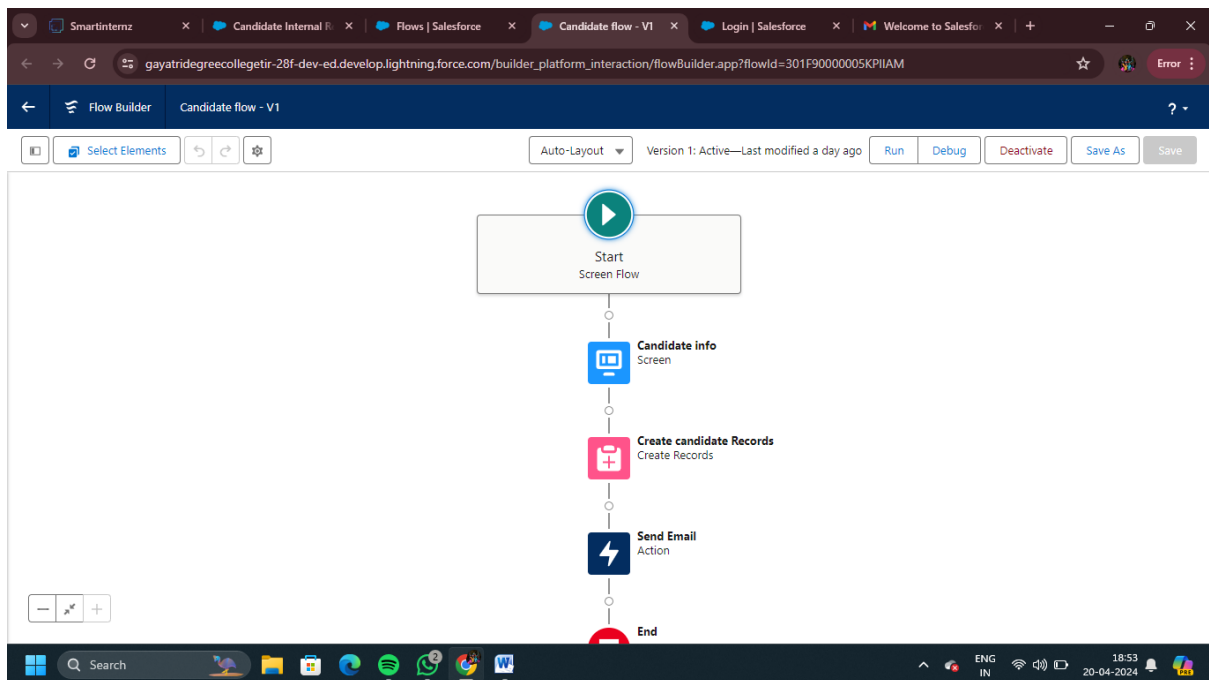 Smartinternz
Candidate Internal R
Flows | Salesforce
Candidate flow - V1
Login | Salesforce
Welcome to Salesfor
gayatridegreecollegetir-28f-dev-ed.develop.lightning.force.com/builder_platform_interaction/flowBuilder.app?flowId=301F90000005KPIIAM
Error
Flow Builder
Candidate flow - V1
?
Select Elements
Auto-Layout
Version 1: Active—Last modified a day ago
Run
Debug
Deactivate
Save As
Save
Start
Screen Flow
Candidate info
Screen
Create candidate Records
Create Records
Send Email
Action
End
Search
2
W
ENG
IN
18:53
20-04-2024
PRE